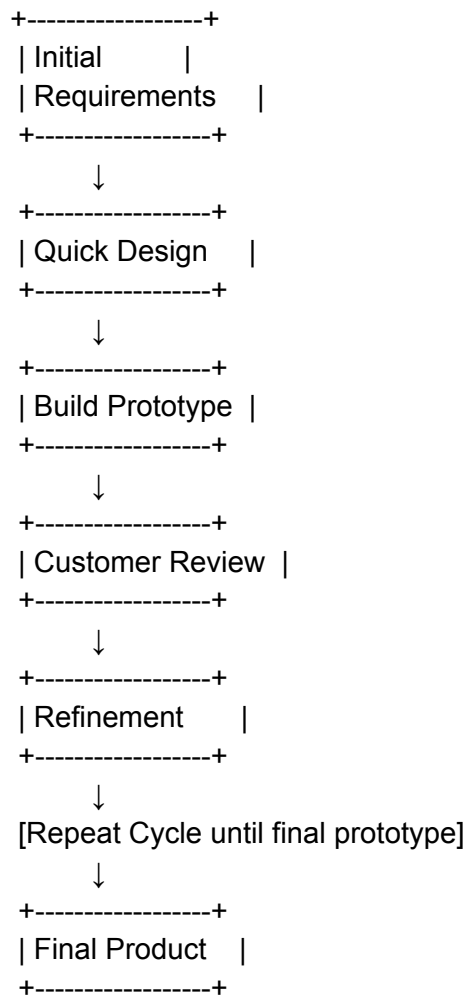 +------------------+
| Initial |
| Requirements |
+------------------+
↓
+------------------+
| Quick Design |
+------------------+
↓
+------------------+
| Build Prototype |
+------------------+
↓
+------------------+
| Customer Review |
+------------------+
↓
+------------------+
| Refinement |
+------------------+
↓
[Repeat Cycle until final prototype]
↓
+------------------+
| Final Product |
+------------------+